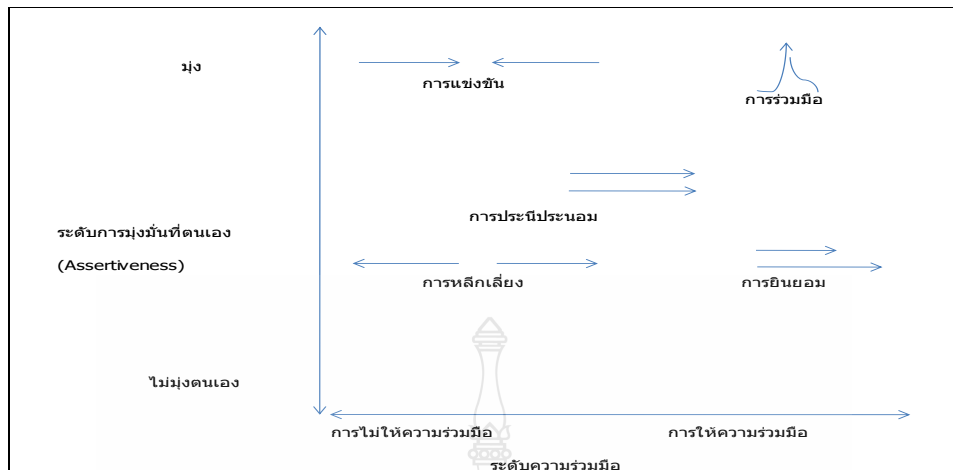 มุ่ง
การแข่งขัน
การร่วมมือ
การประนีประนอม
ระดับการมุ่งมั่นที่ตนเอง
(Assertiveness)
การหลีกเลี่ยง
การยินยอม
ไม่มุ่งตนเอง
การไม่ให้ความร่วมมือ
การให้ความร่วมมือ
ระดับความร่วมมือ